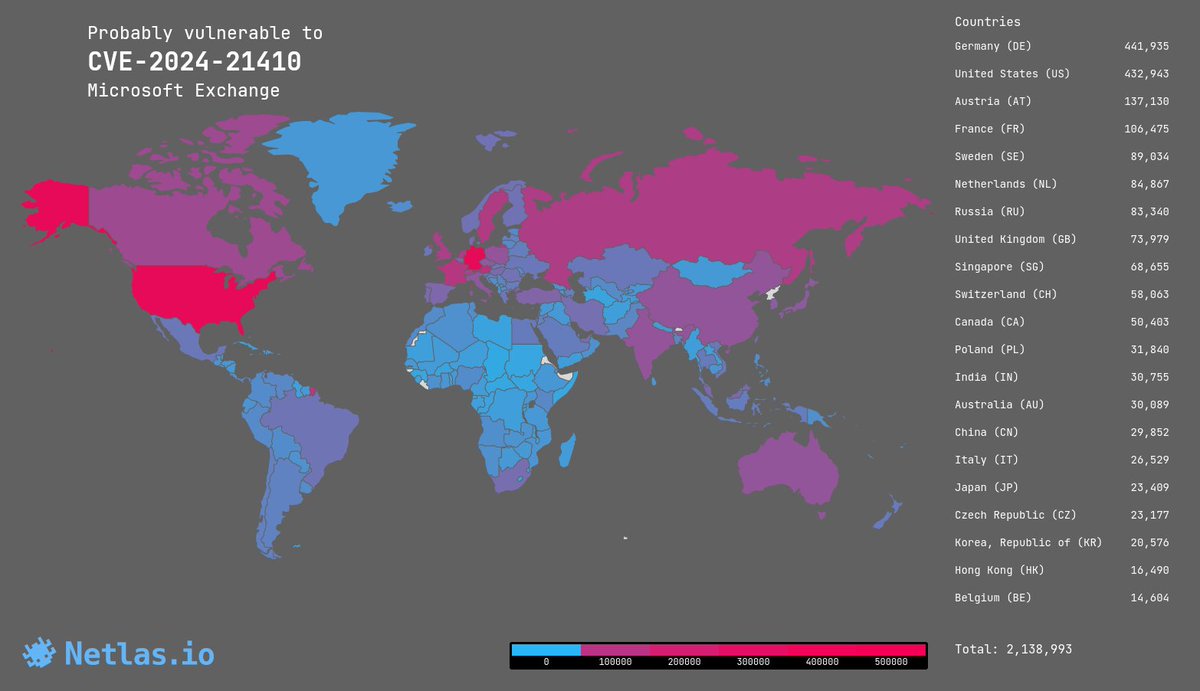 Probably vulnerable to
CVE-2024-21410
Microsoft Exchange
Countries
Germany (DE) 441,935
United States (US) 432,943
Austria (AT) 137,130
France (FR) 106,475
Sweden (SE) 89,034
Netherlands (NL) 84,867
Russia (RU) 83,340
United Kingdom (GB) 73,979
Singapore (SG) 68,655
Switzerland (CH) 58,063
Canada (CA) 50,403
Poland (PL) 31,840
India (IN) 30,755
Australia (AU) 30,089
China (CN) 29,852
Italy (IT) 26,529
Japan (JP) 23,409
Czech Republic (CZ) 23,177
Korea, Republic of (KR) 20,576
Hong Kong (HK) 16,490
Belgium (BE) 14,604
Total: 2,138,993
Netlas.io
0 100000 200000 300000 400000 500000